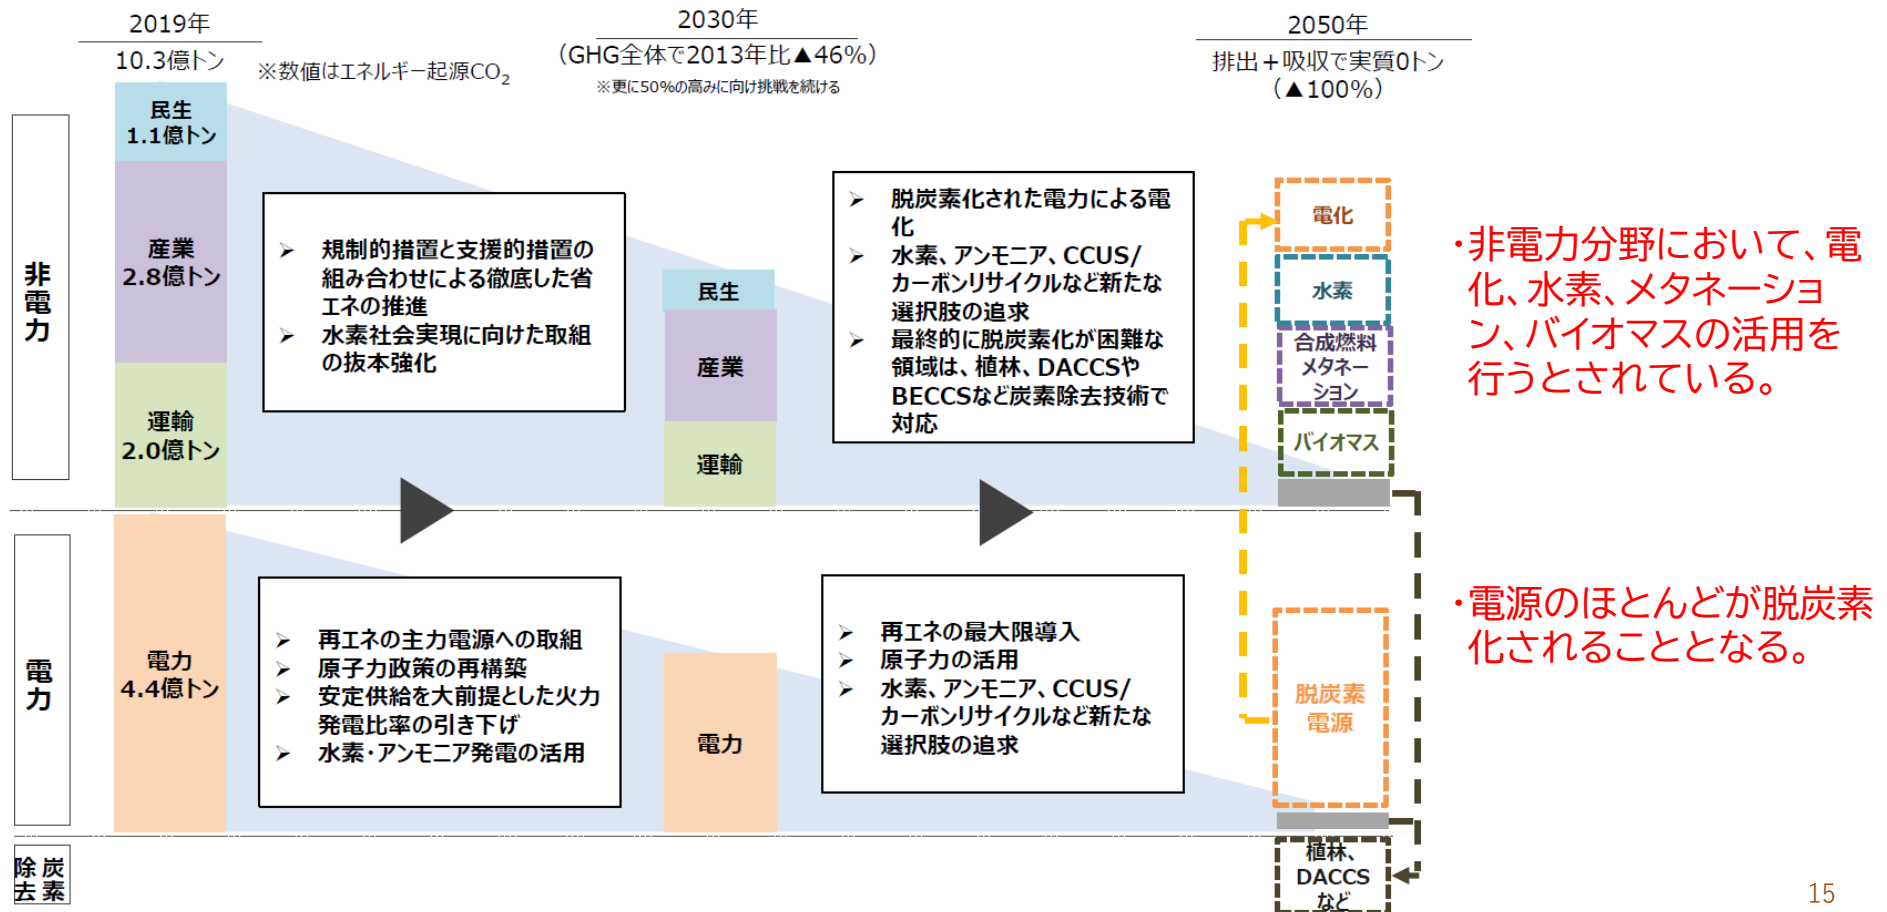 2019年
10.3億トン
※数値はエネルギー起源CO2
2030年
(GHG全体で2013年比▲46%)
※更に50%の高みに向け挑戦を続ける
2050年
排出+吸収で実質0トン
(▲100%)
非電力
民生
1.1億トン
産業
2.8億トン
運輸
2.0億トン
➢ 規制的措置と支援的措置の
組み合わせによる徹底した省
エネの推進
➢ 水素社会実現に向けた取組
の抜本強化
民生
産業
運輸
➢ 脱炭素化された電力による電
化
➢ 水素、アンモニア、CCUS/
カーボンリサイクルなど新たな
選択肢の追求
➢ 最終的に脱炭素化が困難な
領域は、植林、DACCSや
BECCSなど炭素除去技術で
対応
電化
水素
合成燃料
メタネー
ション
バイオマス
・非電力分野において、電
化、水素、メタネーショ
ン、バイオマスの活用を
行うとされている。
電力
電力
4.4億トン
➢ 再エネの主力電源への取組
➢ 原子力政策の再構築
➢ 安定供給を大前提とした火力
発電比率の引き下げ
➢ 水素・アンモニア発電の活用
電力
➢ 再エネの最大限導入
➢ 原子力の活用
➢ 水素、アンモニア、CCUS/
カーボンリサイクルなど新たな
選択肢の追求
脱炭素
電源
・電源のほとんどが脱炭素
化されることとなる。
炭素
除去
植林、
DACCS
など
15